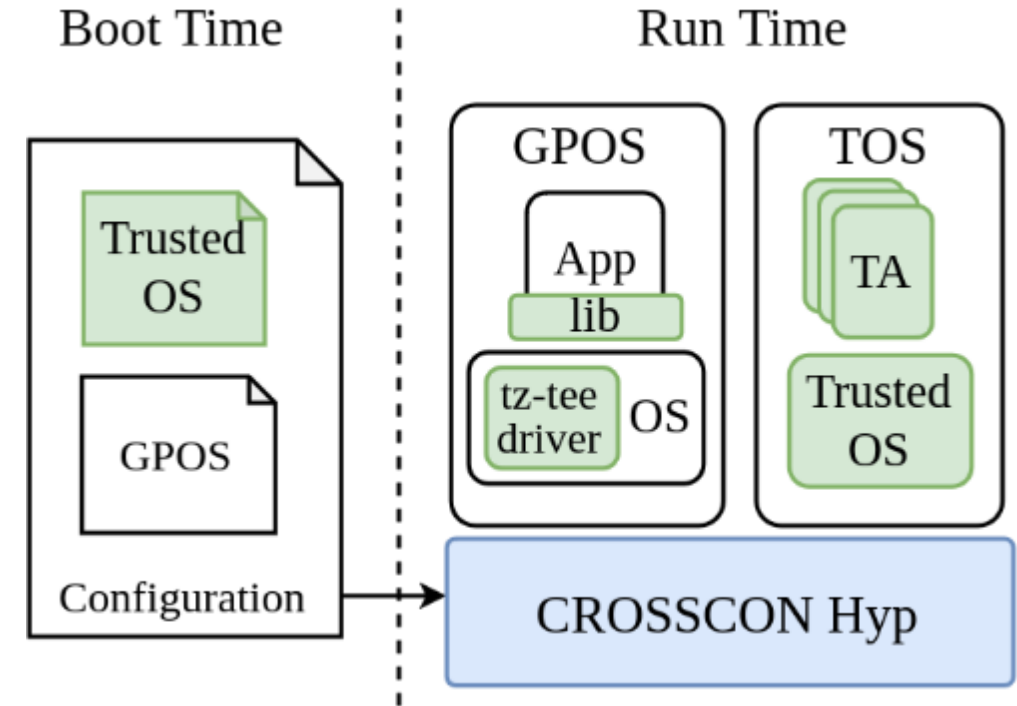 Boot Time
Run Time
Trusted
OS
GPOS
Configuration
GPOS
App
lib
tz-tee
driver
OS
TOS
TA
Trusted
OS
CROSSCON Hyp